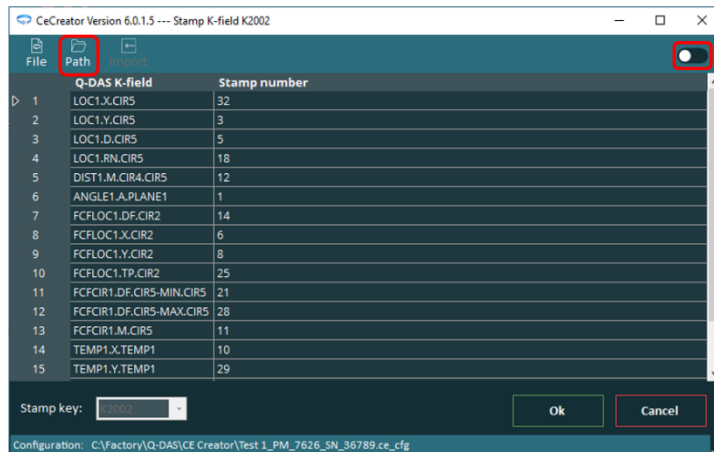 CeCreator Version 6.0.1.5 --- Stamp K-field K2002
File Path Import
Q-DAS K-field Stamp number
1 LOC1.X.CIR5 32
2 LOC1.Y.CIR5 3
3 LOC1.D.CIR5 5
4 LOC1.RN.CIR5 18
5 DIST1.M.CIR4.CIR5 12
6 ANGLE1.A.PLANE1 1
7 FCFLOC1.DF.CIR2 14
8 FCFLOC1.X.CIR2 6
9 FCFLOC1.Y.CIR2 8
10 FCFLOC1.TP.CIR2 25
11 FCFCIR1.DF.CIR5-MIN.CIR5 21
12 FCFCIR1.DF.CIR5-MAX.CIR5 28
13 FCFCIR1.M.CIR5 11
14 TEMP1.X.TEMP1 10
15 TEMP1.Y.TEMP1 29
Stamp key: K2002 Ok Cancel
Configuration: C:\Factory\Q-DAS\CE Creator\Test 1_PM_7626_SN_36789.ce_cfg